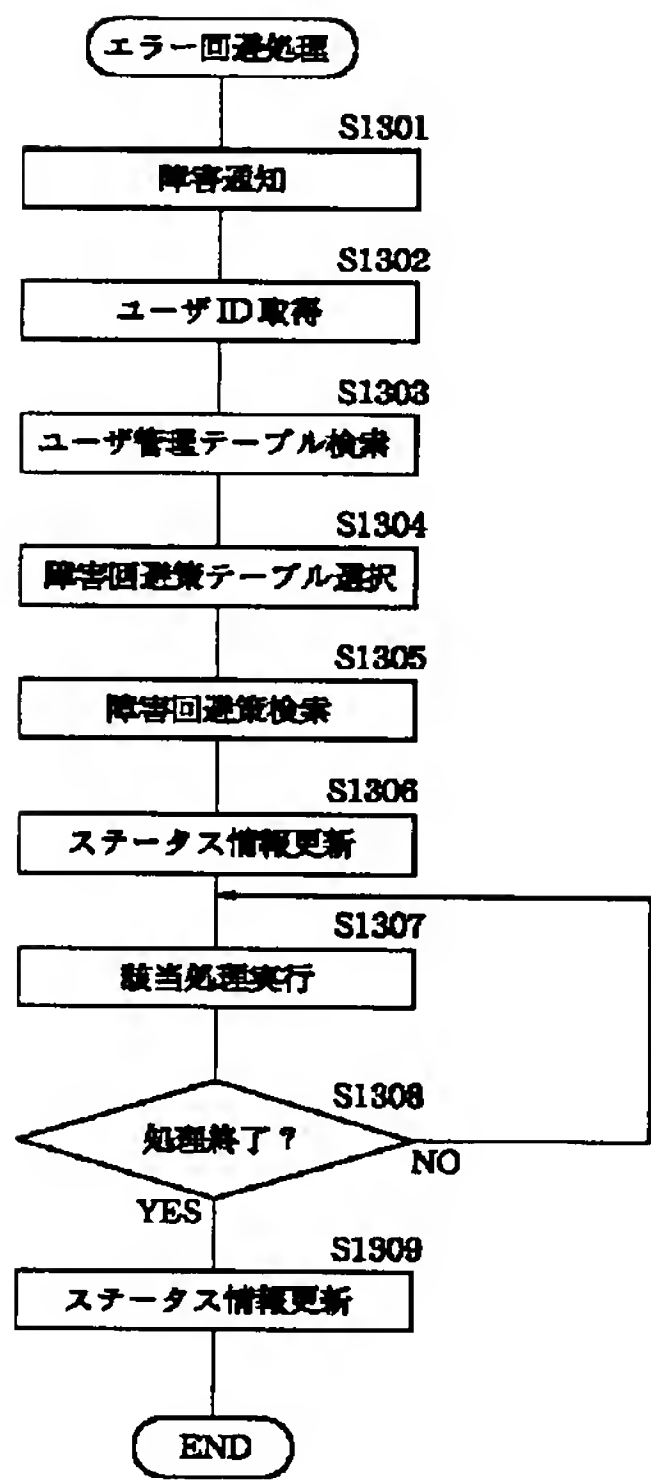 エラー回避処理
S1301
障害通知
S1302
ユーザID取得
S1303
ユーザ管理テーブル検索
S1304
障害回避策テーブル選択
S1305
障害回避策検索
S1306
ステータス情報更新
S1307
該当処理実行
S1308
処理終了?
NO
YES
S1309
ステータス情報更新
END